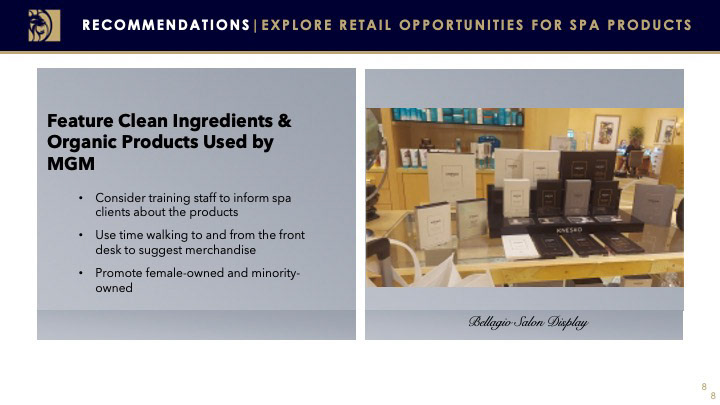 RECOMMENDATIONS|EXPLORE RETAIL OPPORTUNITIES FOR SPA PRODUCTS
Feature Clean Ingredients &
Organic Products Used by
MGM
• Consider training staff to inform spa
clients about the products
• Use time walking to and from the front
desk to suggest merchandise
• Promote female-owned and minority-
owned
KNESKO
Bellagio Salon Display
8
8